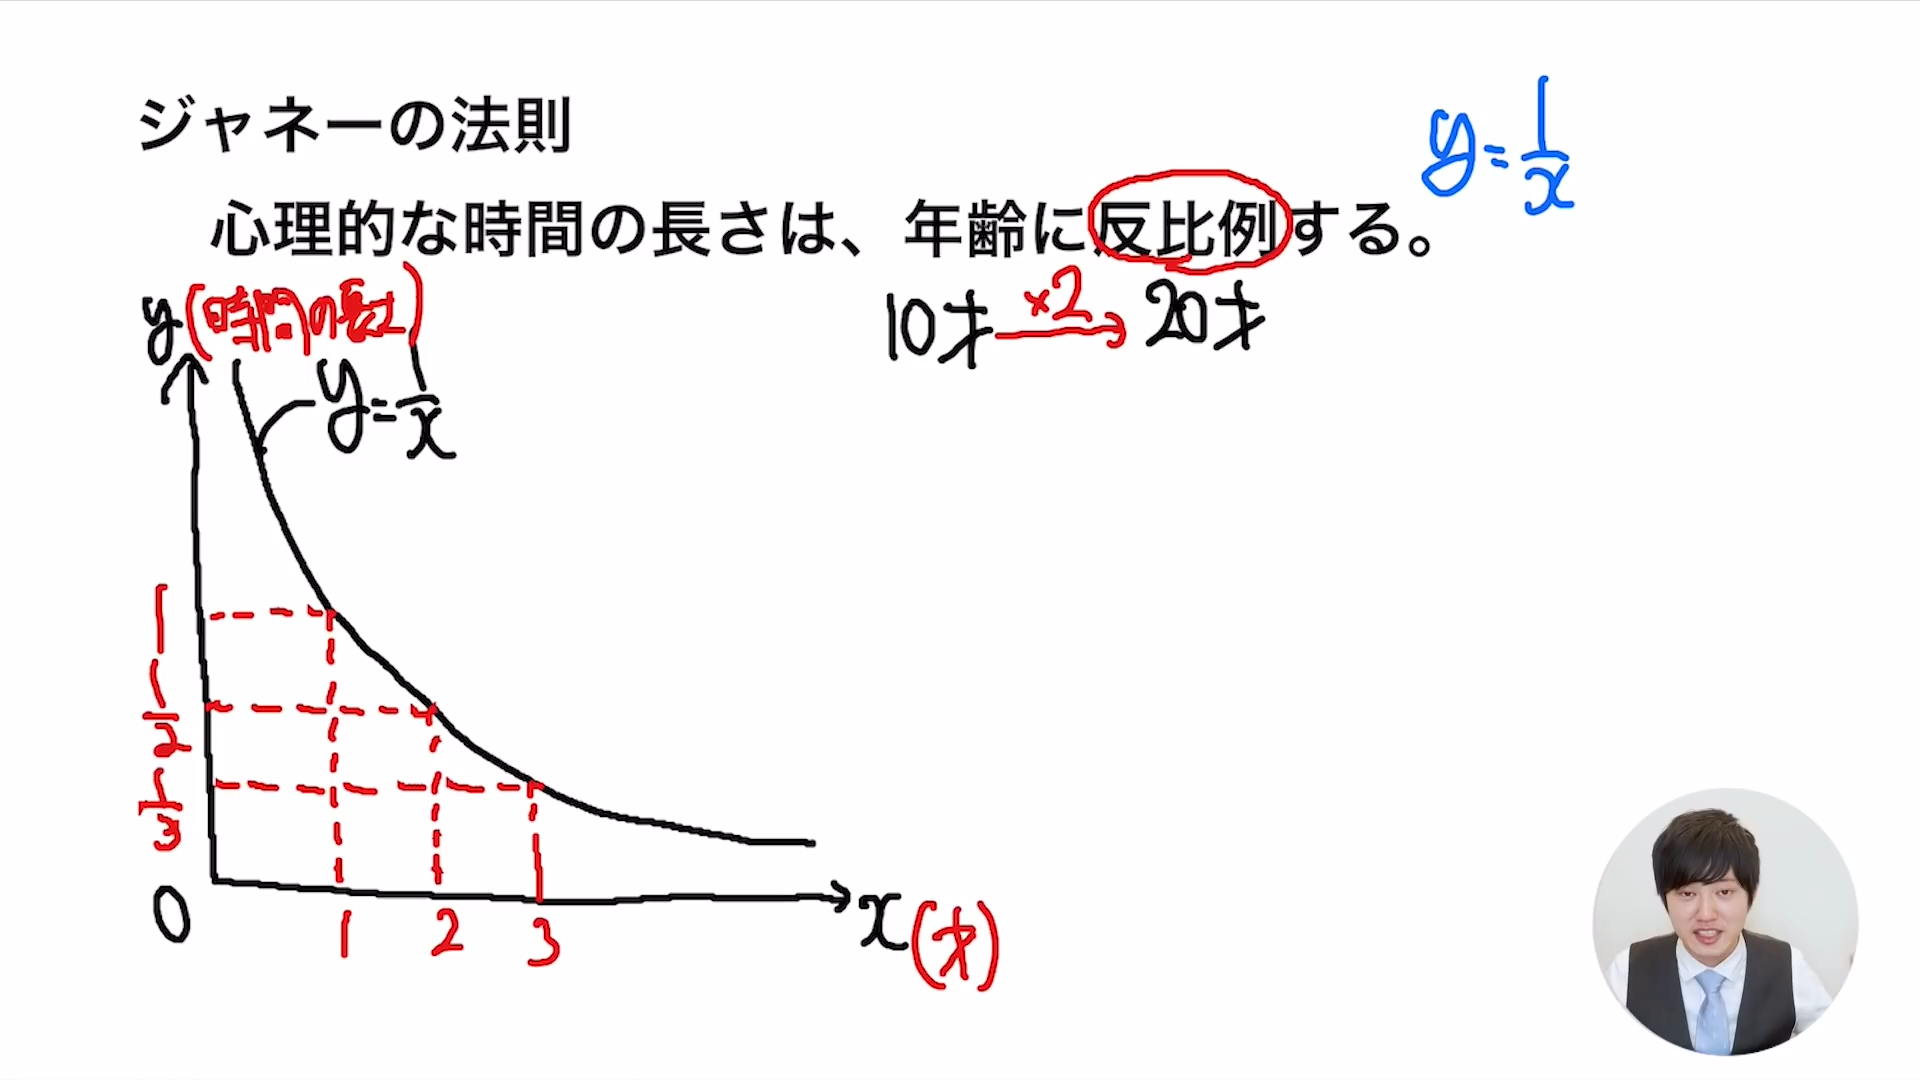 ジャネーの法則
y=1/x
心理的な時間の長さは、年齢に反比例する。
y(時間の長さ)
10才 ×2 20才
y=1/x
1
1/2
1/3
0
1 2 3
x(才)